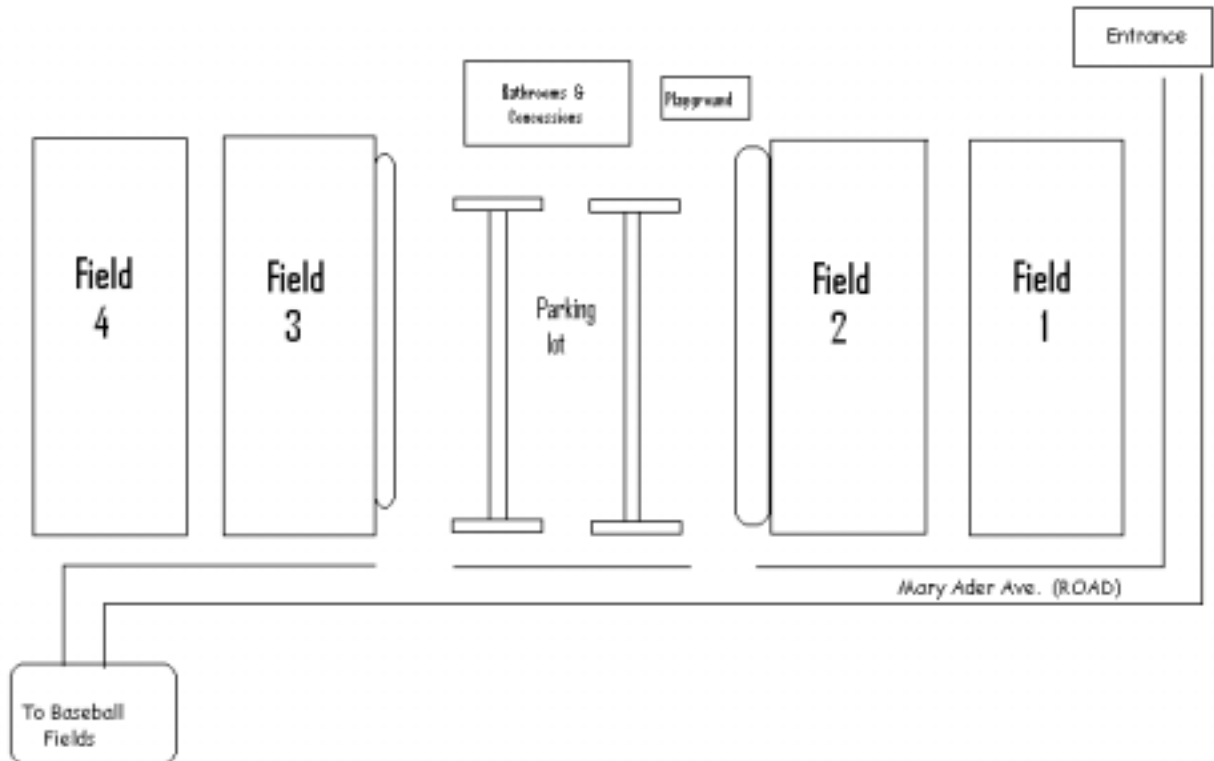 Entrance
Bathrooms &
Concessions
Playground
Field
4
Field
3
Parking
lot
Field
2
Field
1
Mary Ader Ave. (ROAD)
To Baseball
Fields